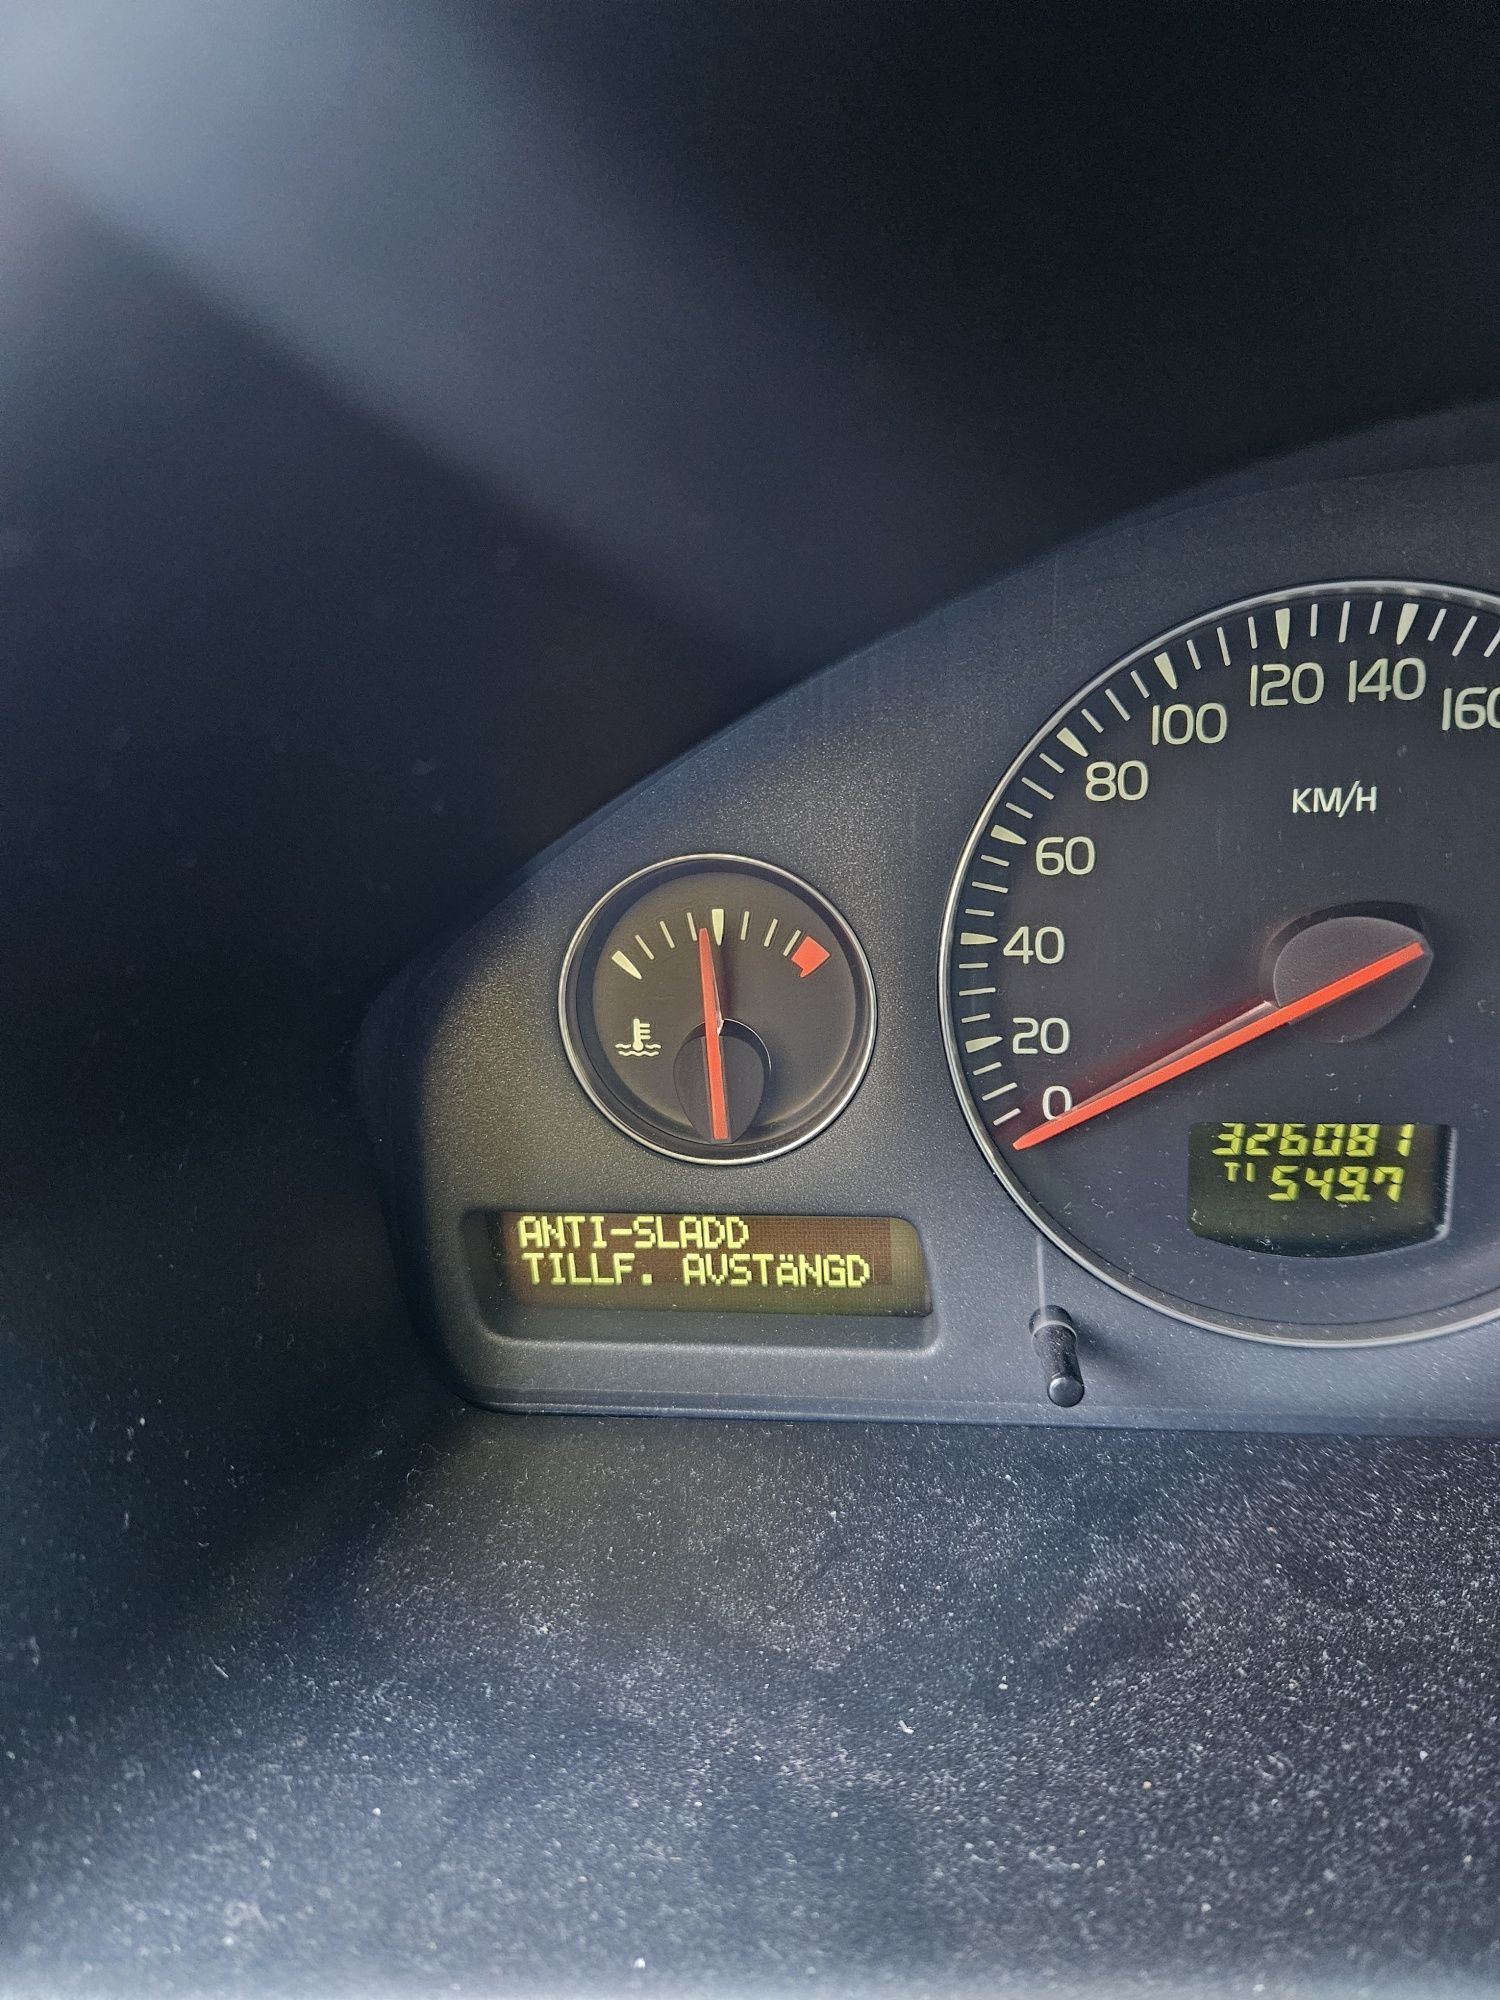 120 140 160
100
80
KM/H
60
40
20
0
326081
T1 549.7
ANTI-SLADD
TILLF. AVSTÄNGD